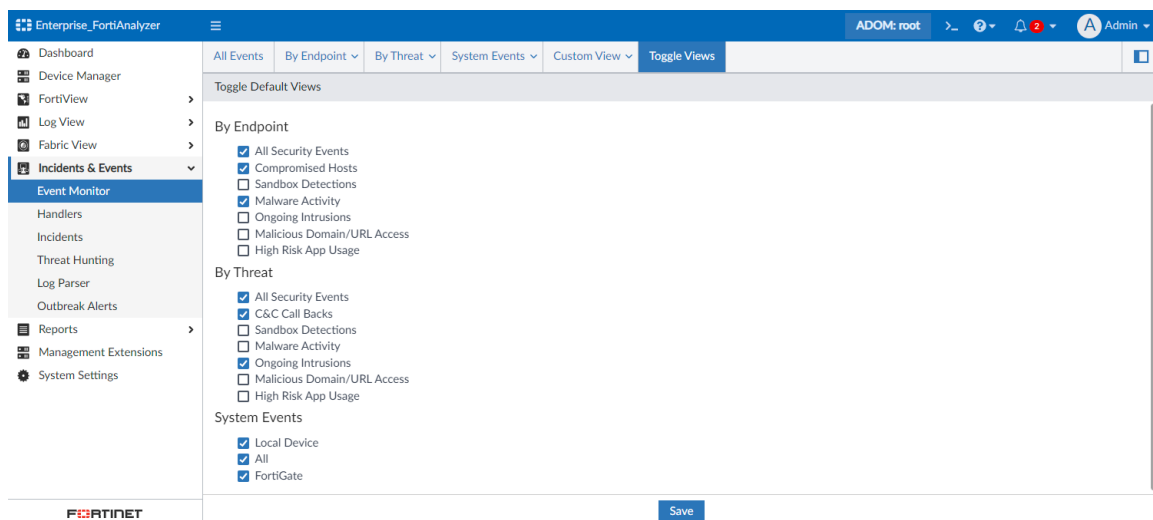 Enterprise_FortiAnalyzer
ADOM: root >_ 2 A Admin
Dashboard
Device Manager
FortiView
Log View
Fabric View
Incidents & Events
Event Monitor
Handlers
Incidents
Threat Hunting
Log Parser
Outbreak Alerts
Reports
Management Extensions
System Settings
FORTINET
All Events By Endpoint By Threat System Events Custom View Toggle Views
Toggle Default Views
By Endpoint
All Security Events
Compromised Hosts
Sandbox Detections
Malware Activity
Ongoing Intrusions
Malicious Domain/URL Access
High Risk App Usage
By Threat
All Security Events
C&C Call Backs
Sandbox Detections
Malware Activity
Ongoing Intrusions
Malicious Domain/URL Access
High Risk App Usage
System Events
Local Device
All
FortiGate
Save